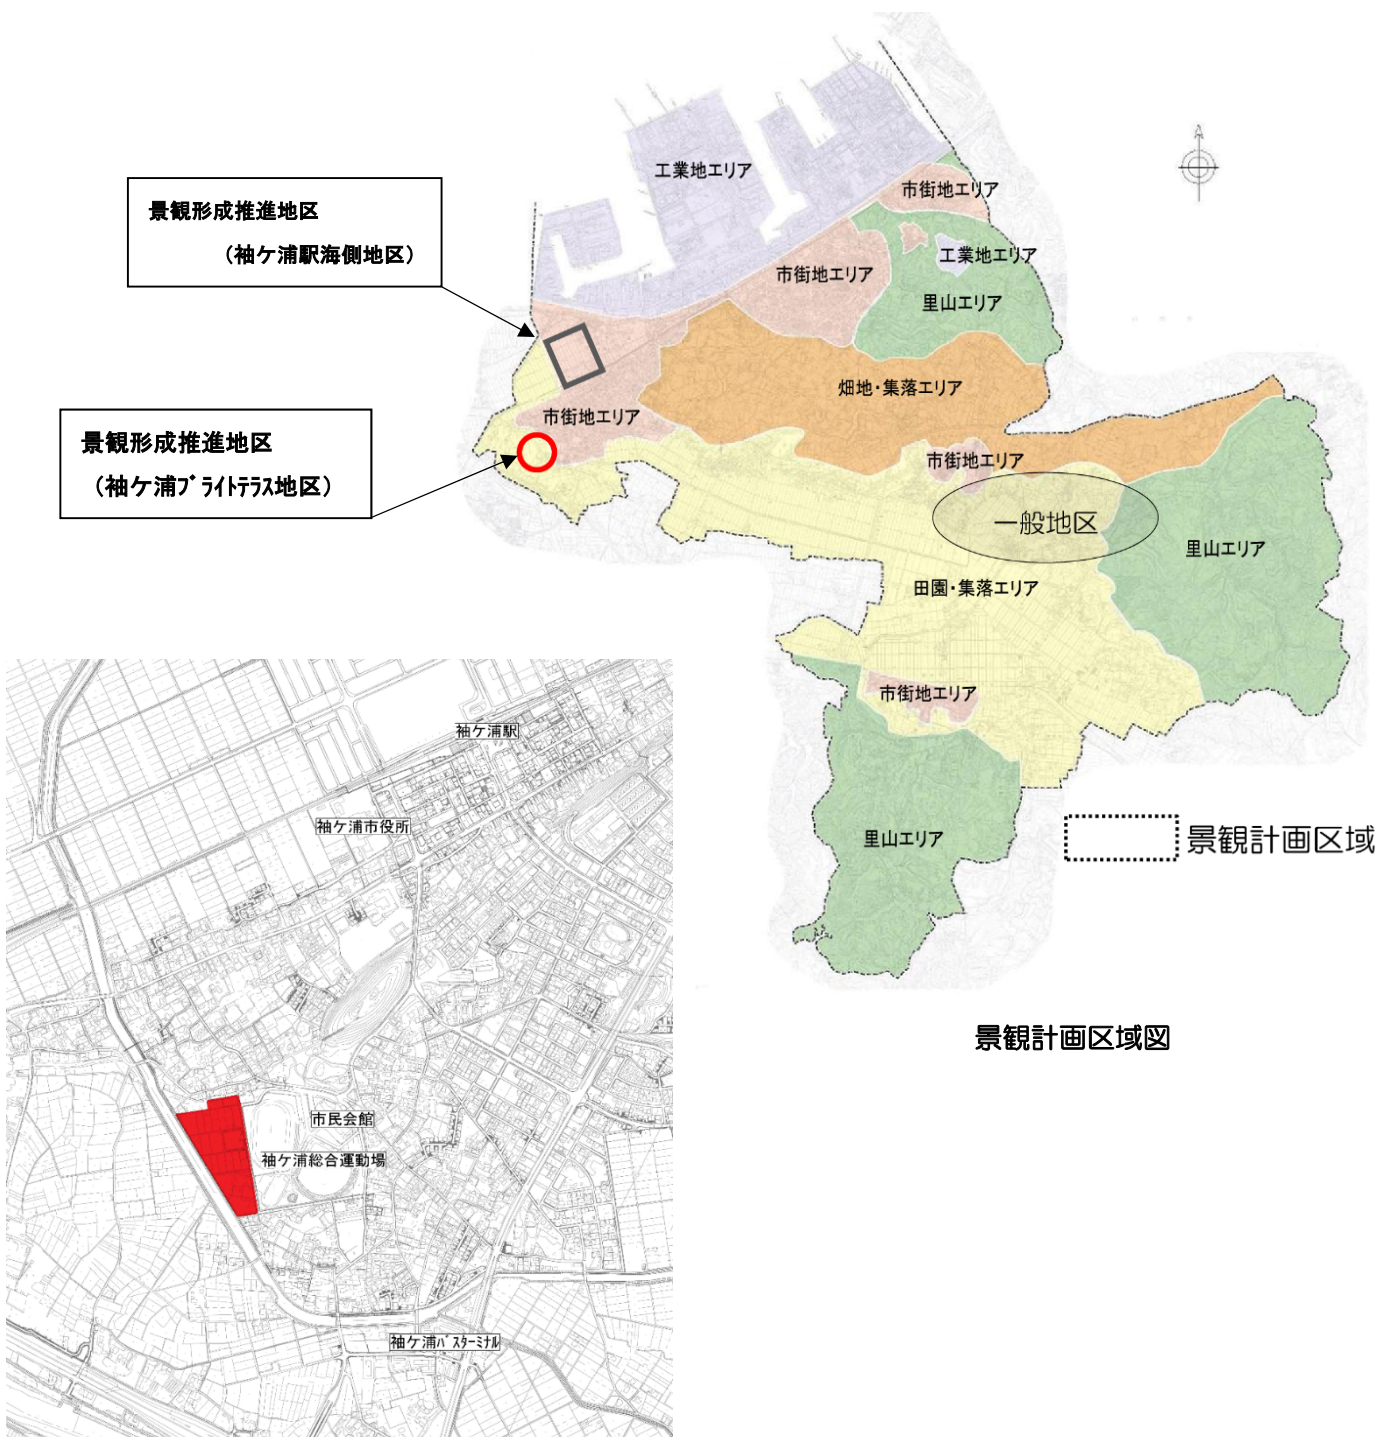 工業地エリア
市街地エリア
景観形成推進地区
（袖ケ浦駅海側地区）
工業地エリア
市街地エリア
里山エリア
畑地・集落エリア
市街地エリア
景観形成推進地区
（袖ケ浦ﾌﾞﾗｲﾄﾃﾗｽ地区）
市街地エリア
一般地区
里山エリア
田園・集落エリア
市街地エリア
里山エリア
景観計画区域
景観計画区域図
袖ケ浦駅
袖ケ浦市役所
市民会館
袖ケ浦総合運動場
袖ケ浦ﾊﾞｽﾀｰﾐﾅﾙ